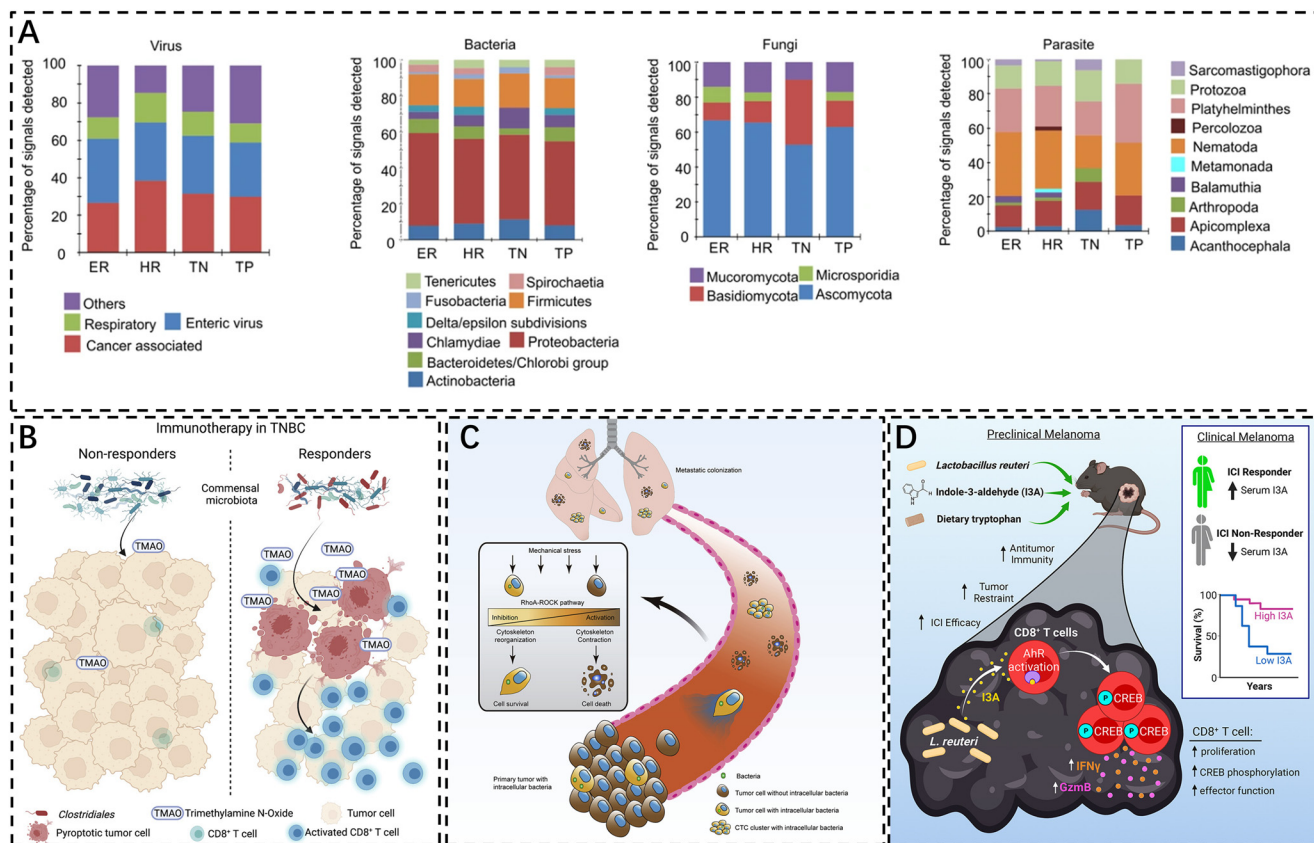 A
Virus
Percentage of signals detected
100
80
60
40
20
0
ER HR TN TP
Others
Respiratory Enteric virus
Cancer associated
Bacteria
Percentage of signals detected
100
80
60
40
20
0
ER HR TN TP
Tenericutes Spirochaetia
Fusobacteria Firmicutes
Delta/epsilon subdivisions
Chlamydiae Proteobacteria
Bacteroidetes/Chlorobi group
Actinobacteria
Fungi
Percentage of signals detected
100
80
60
40
20
0
ER HR TN TP
Mucoromycota Microsporidia
Basidiomycota Ascomycota
Parasite
Percentage of signals detected
100
80
60
40
20
0
ER HR TN TP
Sarcomastigophora
Protozoa
Platyhelminthes
Percolozoa
Nematoda
Metamonada
Balamuthia
Arthropoda
Apicomplexa
Acanthocephala
B
Immunotherapy in TNBC
Non-responders Responders
Commensal
microbiota
TMAO
TMAO
TMAO
TMAO
TMAO
TMAO
TMAO
Clostridiales TMAO Trimethylamine N-Oxide Tumor cell
Pyroptotic tumor cell CD8⁺ T cell Activated CD8⁺ T cell
C
Metastatic colonization
Mechanical stress
RhoA-ROCK pathway
Inhibition Activation
Cytoskeleton
reorganization
Cytoskeleton
Contraction
Cell survival Cell death
Primary tumor with
intracellular bacteria
Bacteria
Tumor cell without intracellular bacteria
Tumor cell with intracellular bacteria
CTC cluster with intracellular bacteria
D
Preclinical Melanoma
Lactobacillus reuteri
Indole-3-aldehyde (I3A)
Dietary tryptophan
N
H
O
H
↑ Antitumor
Immunity
↑ Tumor
Restraint
↑ ICI Efficacy
CD8⁺ T cells
AhR
activation
I3A
L. reuteri
P CREB
P CREB
P CREB
↑ IFNγ
↑ GzmB
Clinical Melanoma
ICI Responder
↑ Serum I3A
ICI Non-Responder
↓ Serum I3A
Survival (%)
100
50
0
High I3A
Low I3A
Years
CD8⁺ T cell:
↑ proliferation
↑ CREB phosphorylation
↑ effector function